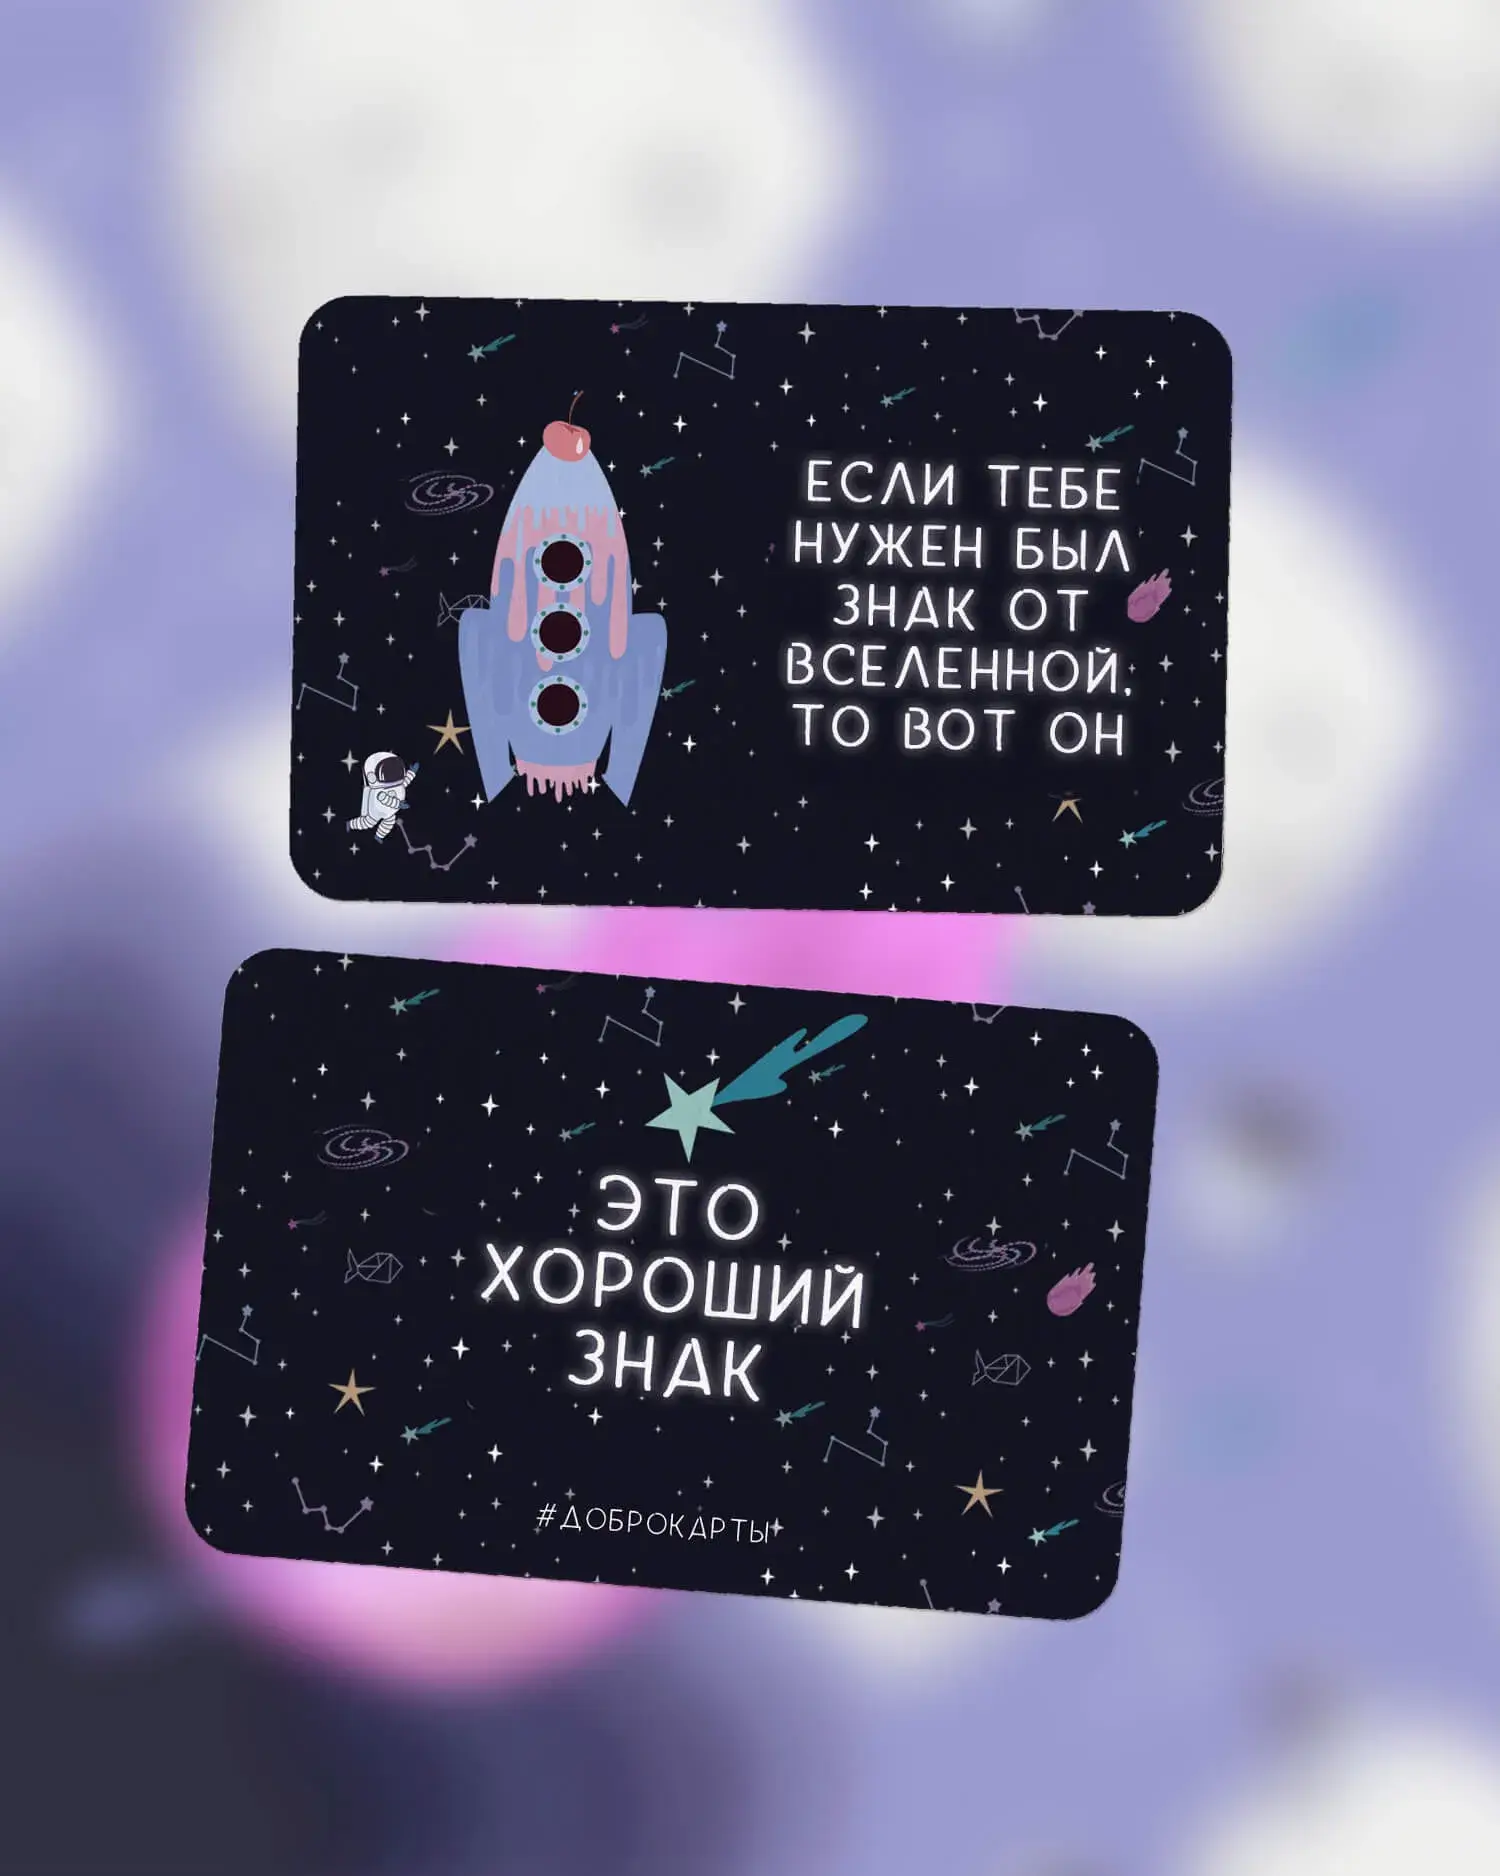 ЕСЛИ ТЕБЕ
НУЖЕН БЫЛ
ЗНАК ОТ
ВСЕЛЕННОЙ,
ТО ВОТ ОН
ЭТО
ХОРОШИЙ
ЗНАК
#ДОБРОКАРТЫ